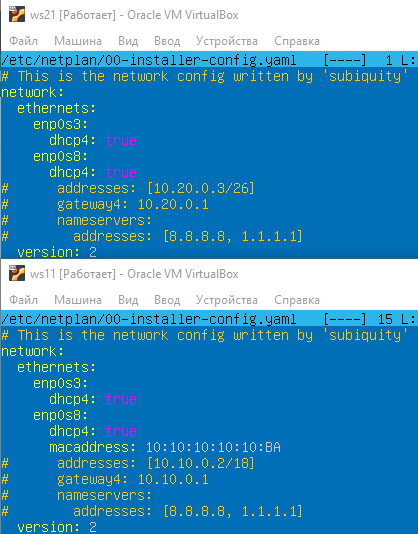 ws21 [Работает] - Oracle VM VirtualBox
Файл Машина Вид Ввод Устройства Справка
/etc/netplan/00-installer-config.yaml [----] 1 L:
# This is the network config written by 'subiquity'
network:
  ethernets:
    enp0s3:
      dhcp4: true
    enp0s8:
      dhcp4: true
#      addresses: [10.20.0.3/26]
#      gateway4: 10.20.0.1
#      nameservers:
#        addresses: [8.8.8.8, 1.1.1.1]
  version: 2
ws11 [Работает] - Oracle VM VirtualBox
Файл Машина Вид Ввод Устройства Справка
/etc/netplan/00-installer-config.yaml [----] 15 L:
# This is the network config written by 'subiquity'
network:
  ethernets:
    enp0s3:
      dhcp4: true
    enp0s8:
      dhcp4: true
      macaddress: 10:10:10:10:10:BA
#      addresses: [10.10.0.2/18]
#      gateway4: 10.10.0.1
#      nameservers:
#        addresses: [8.8.8.8, 1.1.1.1]
  version: 2